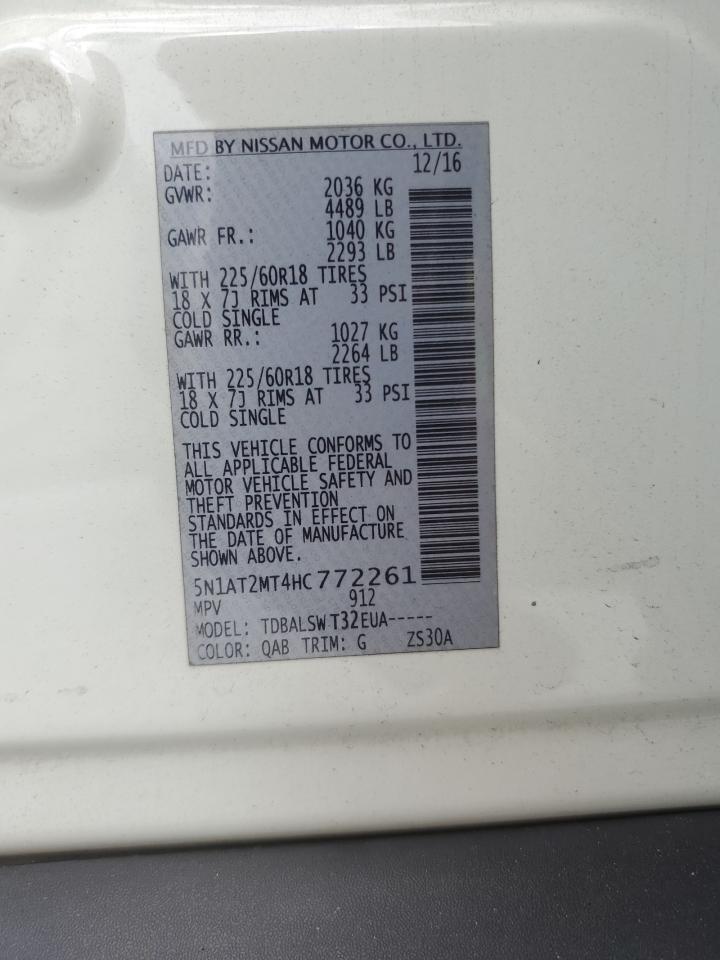 MFD BY NISSAN MOTOR CO., LTD.
DATE: 12/16
GVWR: 2036 KG
4489 LB
GAWR FR.: 1040 KG
2293 LB
WITH 225/60R18 TIRES
18 X 7J RIMS AT 33 PSI
COLD SINGLE
GAWR RR.: 1027 KG
2264 LB
WITH 225/60R18 TIRES
18 X 7J RIMS AT 33 PSI
COLD SINGLE
THIS VEHICLE CONFORMS TO
ALL APPLICABLE FEDERAL
MOTOR VEHICLE SAFETY AND
THEFT PREVENTION
STANDARDS IN EFFECT ON
THE DATE OF MANUFACTURE
SHOWN ABOVE.
5N1AT2MT4HC772261
MPV 912
MODEL: TDBALSW T32EUA-----
COLOR: QAB TRIM: G ZS30A